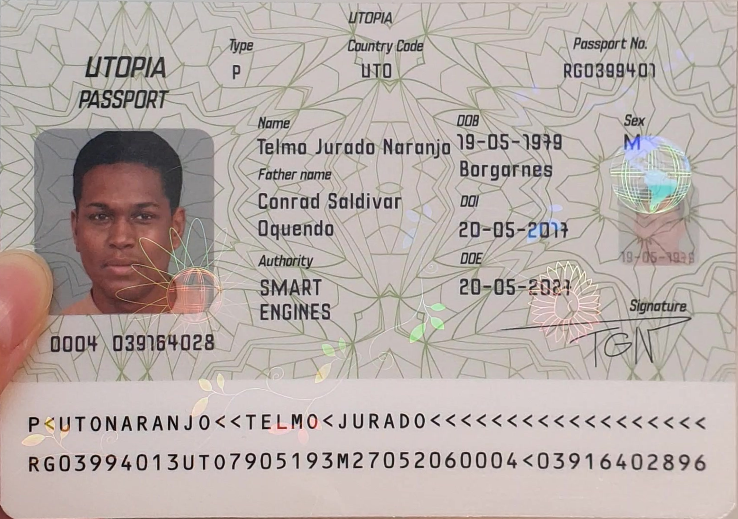 UTOPIA
UTOPIA
PASSPORT
Type
P
Country Code
UTO
Passport No.
RG0399401
Name
Telmo Jurado Naranjo
DOB
19-05-1979
Borgarnes
Sex
M
Father name
Conrad Saldivar
Oquendo
DOI
20-05-2017
Authority
SMART
ENGINES
DOE
20-05-2027
19-05-1979
Signature
TGN
0004 039164028
P<UTONARANJO<<TELMO<JURADO<<<<<<<<<<<<<<<<<<
RG03994013UTO7905193M27052060004<03916402896